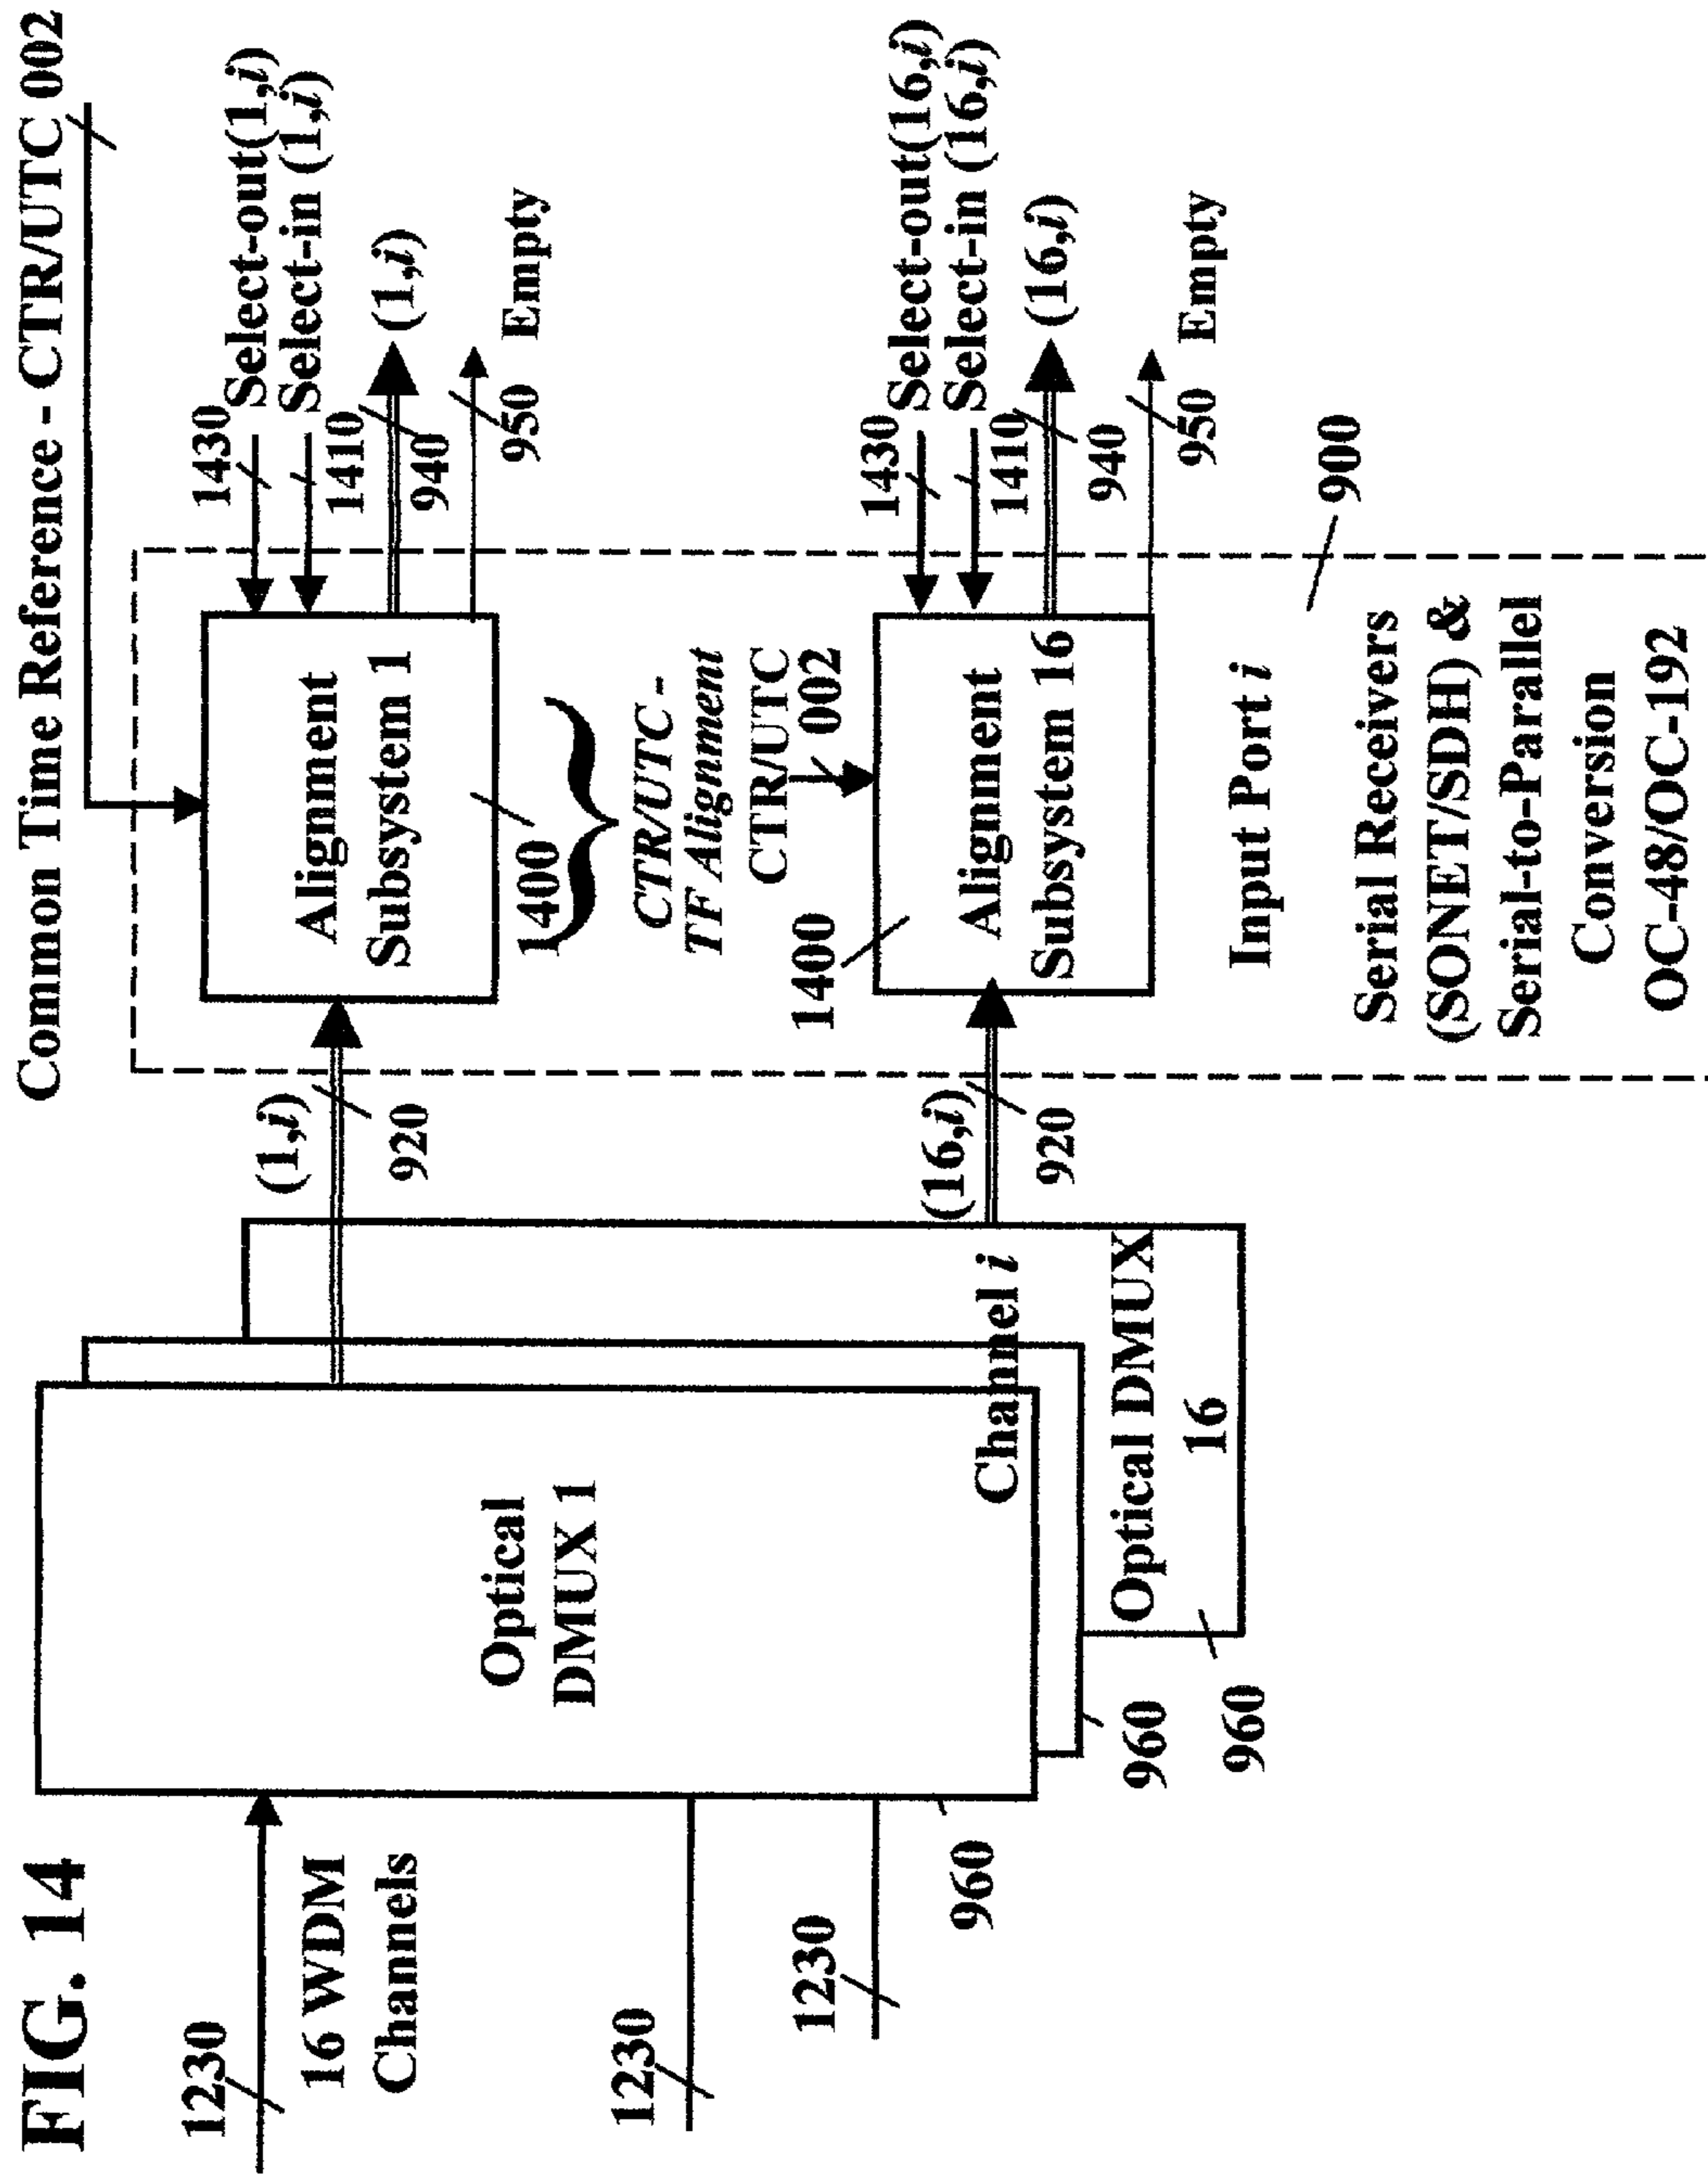 FIG. 14
Common Time Reference - CTR/UTC 002
1230
16 WDM
Channels
1230
1230
Optical
DMUX 1
960
960
960
Channel i
Optical DMUX
16
(1,i)
920
(16,i)
920
Alignment
Subsystem 1
1400
CTR/UTC -
TF Alignment
CTR/UTC
002
1400
Alignment
Subsystem 16
1430
Select-out(1,i)
Select-in (1,i)
1410
(1,i)
940
Empty
950
1430
Select-out(16,i)
Select-in (16,i)
1410
(16,i)
940
Empty
950
900
Input Port i
Serial Receivers
(SONET/SDH) &
Serial-to-Parallel
Conversion
OC-48/OC-192